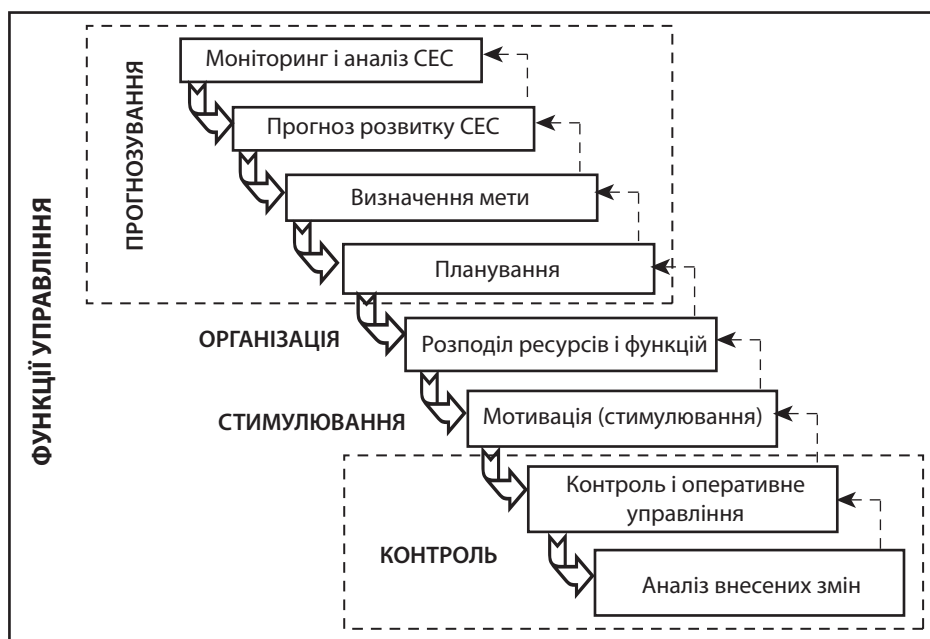 ФУНКЦІЇ УПРАВЛІННЯ
ПРОГНОЗУВАННЯ
Моніторинг і аналіз СЕС
Прогноз розвитку СЕС
Визначення мети
Планування
ОРГАНІЗАЦІЯ
Розподіл ресурсів і функцій
СТИМУЛЮВАННЯ
Мотивація (стимулювання)
КОНТРОЛЬ
Контроль і оперативне
управління
Аналіз внесених змін